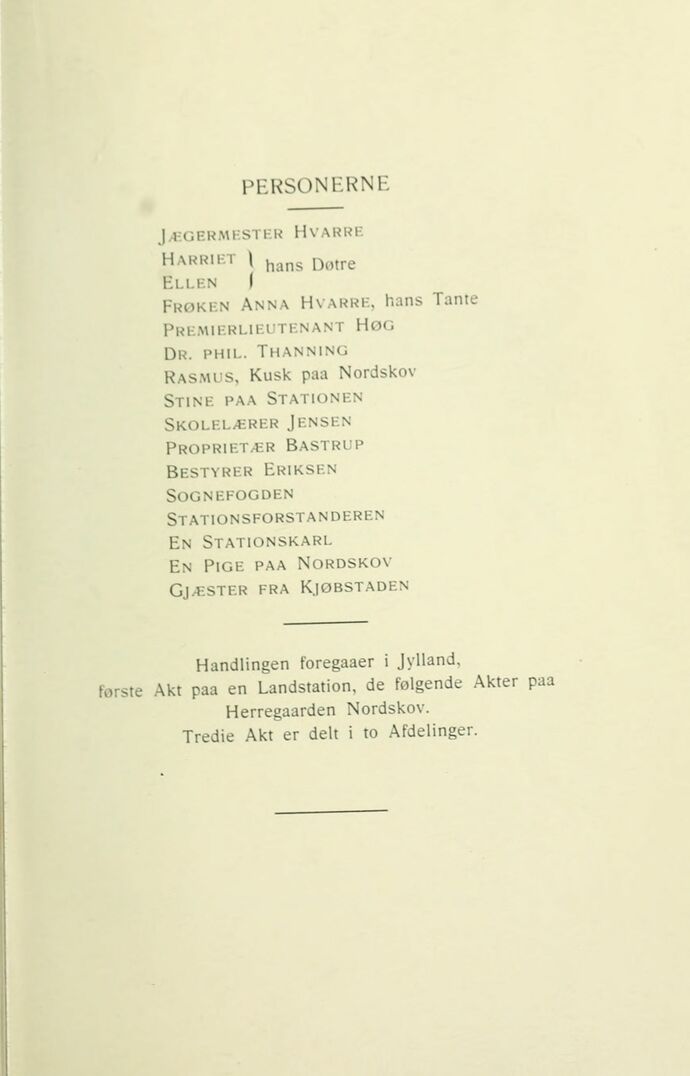 PERSONERNE
JÆGERMESTER HVARRE
HARRIET } hans Døtre
ELLEN
FRØKEN ANNA HVARRE, hans Tante
PREMIERLIEUTENANT HØG
DR. PHIL. THANNING
RASMUS, Kusk paa Nordskov
STINE PAA STATIONEN
SKOLELÆRER JENSEN
PROPRIETÆR BASTRUP
BESTYRER ERIKSEN
SOGNEFOGDEN
STATIONSFORSTANDEREN
EN STATIONSKARL
EN PIGE PAA NORDSKOV
GJÆSTER FRA KJØBSTADEN
Handlingen foregaaer i Jylland,
første Akt paa en Landstation, de følgende Akter paa
Herregaarden Nordskov.
Tredie Akt er delt i to Afdelinger.